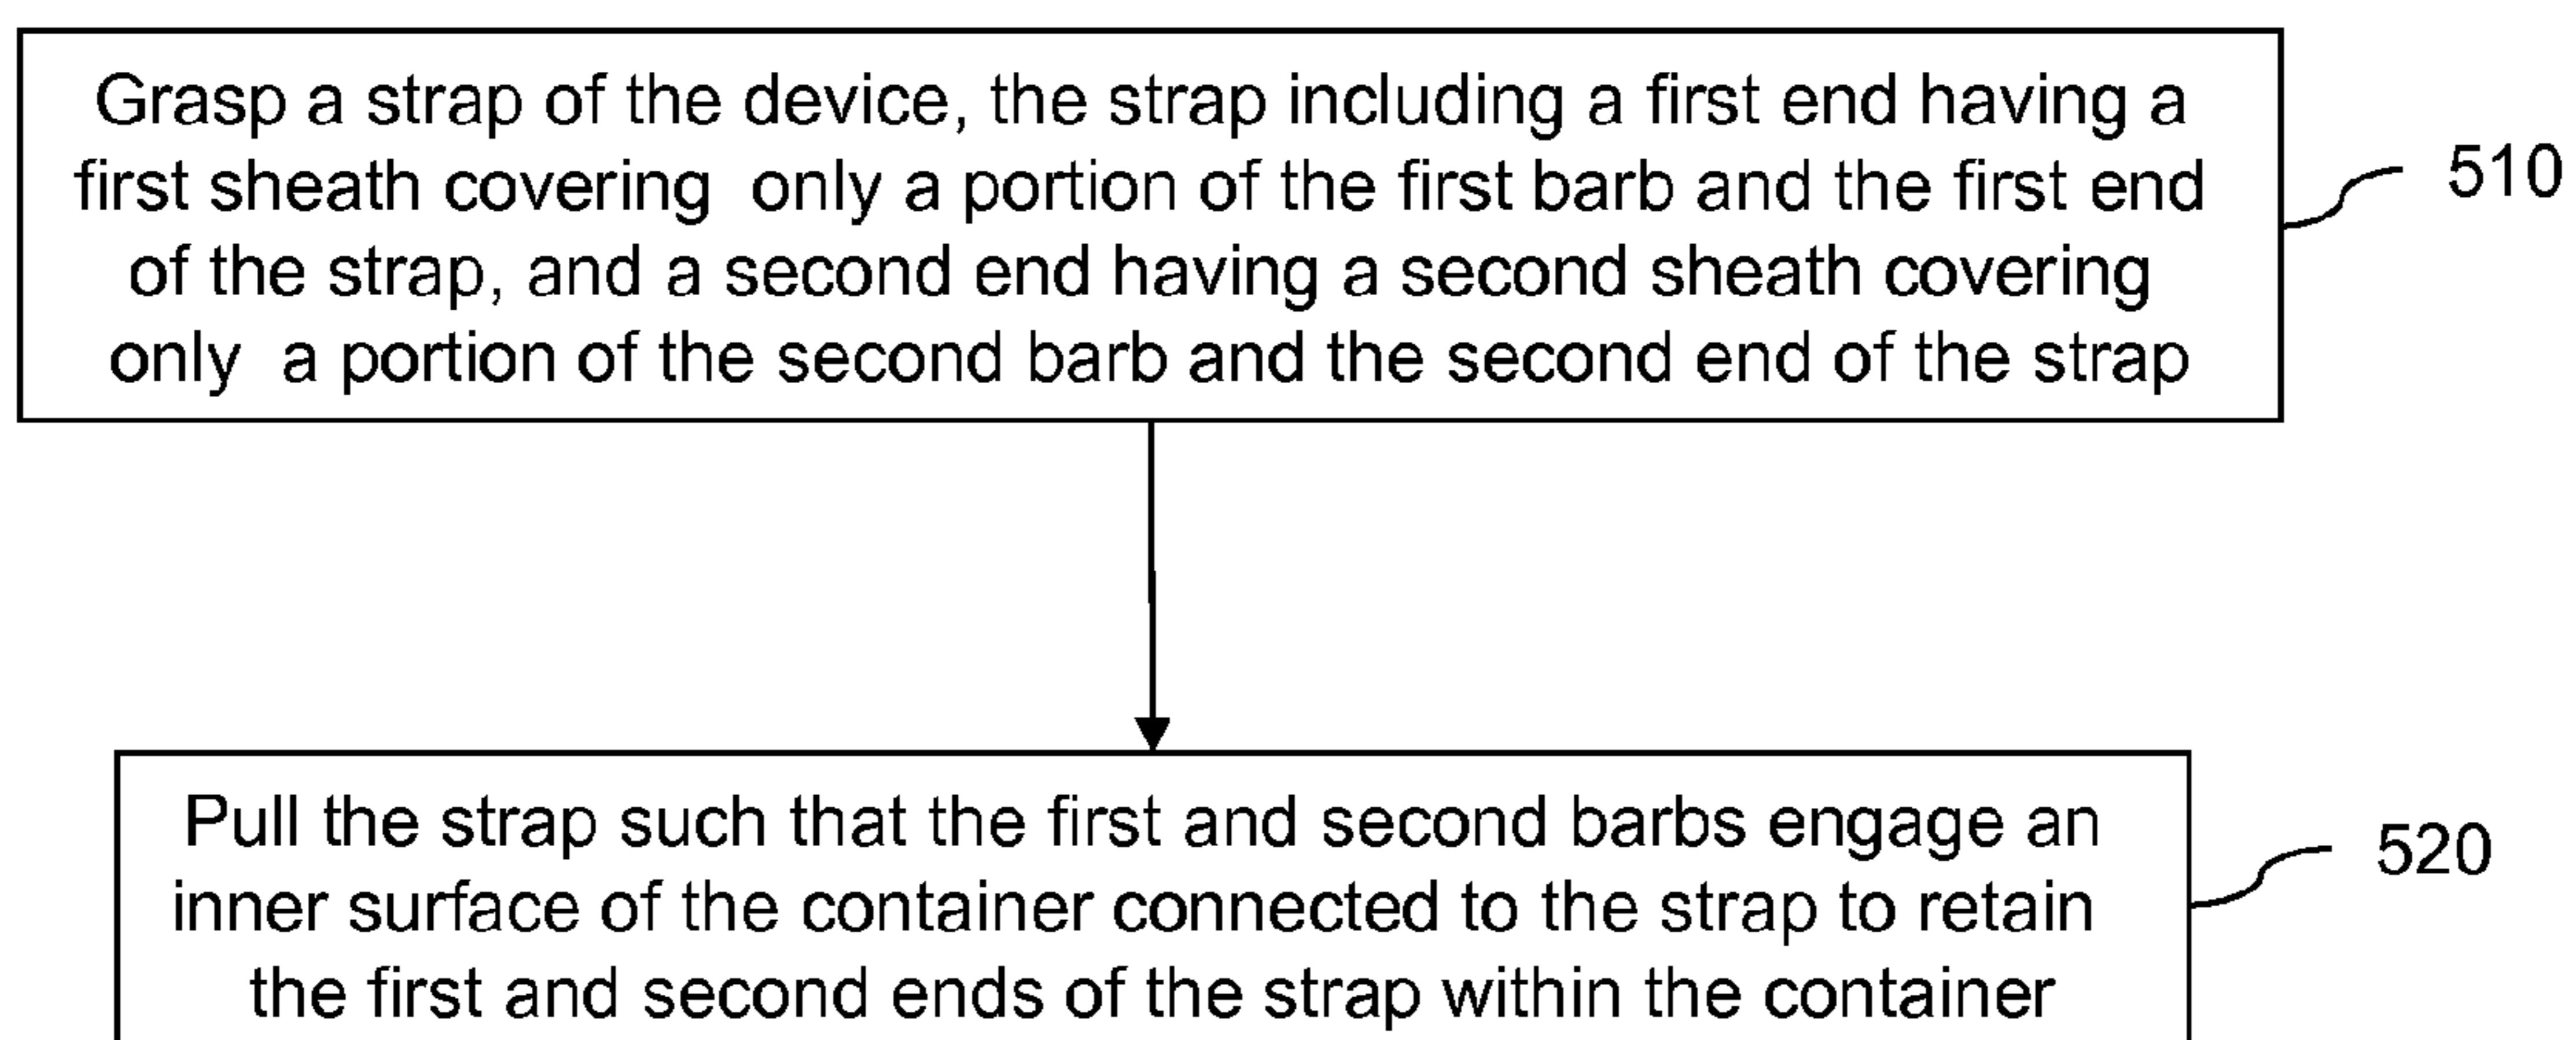 Grasp a strap of the device, the strap including a first end having a
first sheath covering  only a portion of the first barb and the first end
of the strap, and a second end having a second sheath covering
only  a portion of the second barb and the second end of the strap
510
Pull the strap such that the first and second barbs engage an
inner surface of the container connected to the strap to retain
the first and second ends of the strap within the container
520